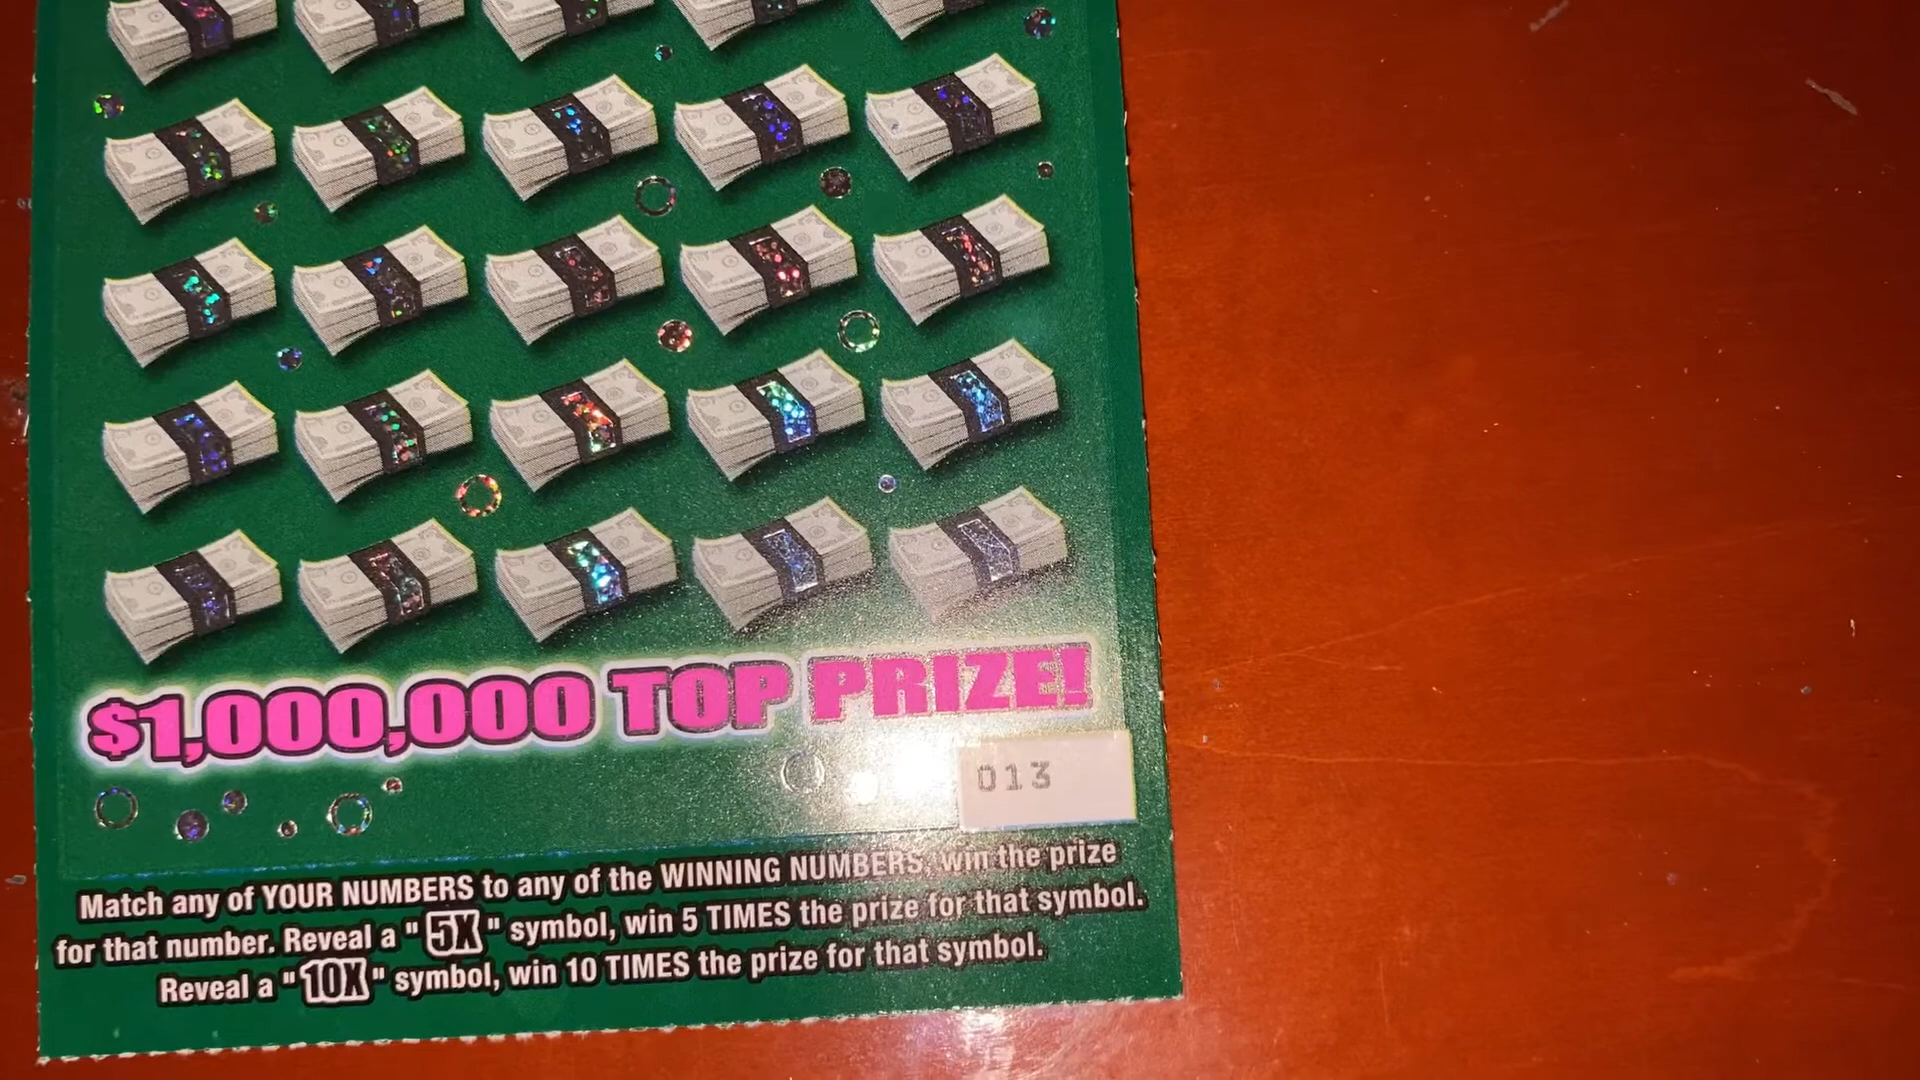 $1,000,000 TOP PRIZE!
013
Match any of YOUR NUMBERS to any of the WINNING NUMBERS, win the prize
for that number. Reveal a "5X" symbol, win 5 TIMES the prize for that symbol.
Reveal a "10X" symbol, win 10 TIMES the prize for that symbol.